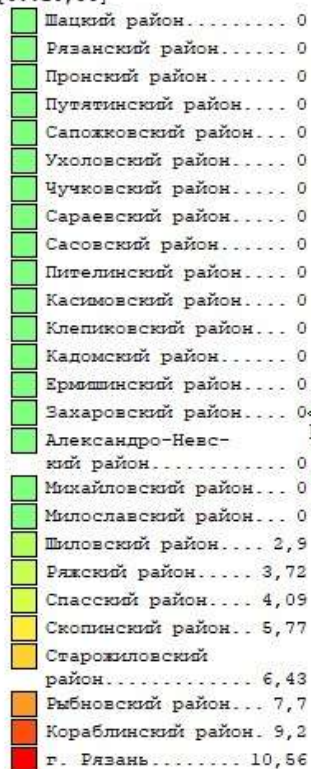 Шацкий район......... 0
Рязанский район...... 0
Пронский район....... 0
Путятинский район.... 0
Сапожковский район... 0
Ухоловский район..... 0
Чучковский район..... 0
Сараевский район..... 0
Сасовский район...... 0
Пителинский район.... 0
Касимовский район.... 0
Клепиковский район... 0
Кадомский район...... 0
Ермишинский район.... 0
Захаровский район.... 0
Александро-Невс-
кий район............ 0
Михайловский район... 0
Милославский район... 0
Шиловский район.... 2,9
Ряжский район..... 3,72
Спасский район.... 4,09
Скопинский район.. 5,77
Старожиловский
район............. 6,43
Рыбновский район... 7,7
Кораблинский район. 9,2
г. Рязань........ 10,56